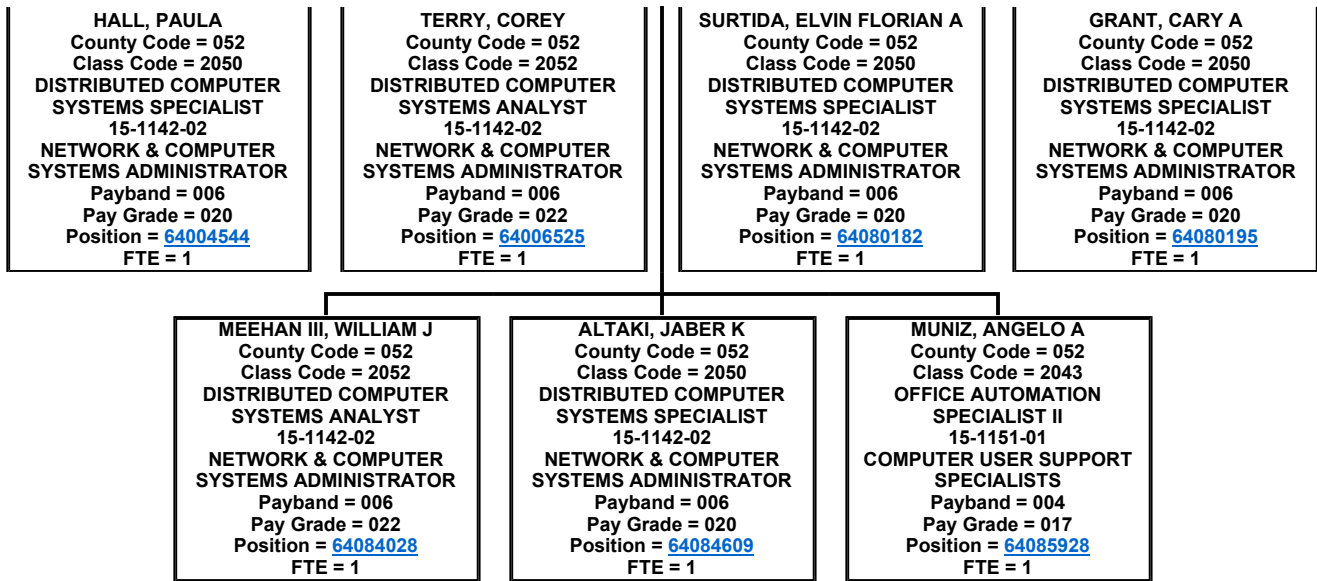 HALL, PAULA
County Code = 052
Class Code = 2050
DISTRIBUTED COMPUTER
SYSTEMS SPECIALIST
15-1142-02
NETWORK & COMPUTER
SYSTEMS ADMINISTRATOR
Payband = 006
Pay Grade = 020
Position = 64004544
FTE = 1
TERRY, COREY
County Code = 052
Class Code = 2052
DISTRIBUTED COMPUTER
SYSTEMS ANALYST
15-1142-02
NETWORK & COMPUTER
SYSTEMS ADMINISTRATOR
Payband = 006
Pay Grade = 022
Position = 64006525
FTE = 1
SURTIDA, ELVIN FLORIAN A
County Code = 052
Class Code = 2050
DISTRIBUTED COMPUTER
SYSTEMS SPECIALIST
15-1142-02
NETWORK & COMPUTER
SYSTEMS ADMINISTRATOR
Payband = 006
Pay Grade = 020
Position = 64080182
FTE = 1
GRANT, CARY A
County Code = 052
Class Code = 2050
DISTRIBUTED COMPUTER
SYSTEMS SPECIALIST
15-1142-02
NETWORK & COMPUTER
SYSTEMS ADMINISTRATOR
Payband = 006
Pay Grade = 020
Position = 64080195
FTE = 1
MEEHAN III, WILLIAM J
County Code = 052
Class Code = 2052
DISTRIBUTED COMPUTER
SYSTEMS ANALYST
15-1142-02
NETWORK & COMPUTER
SYSTEMS ADMINISTRATOR
Payband = 006
Pay Grade = 022
Position = 64084028
FTE = 1
ALTAKI, JABER K
County Code = 052
Class Code = 2050
DISTRIBUTED COMPUTER
SYSTEMS SPECIALIST
15-1142-02
NETWORK & COMPUTER
SYSTEMS ADMINISTRATOR
Payband = 006
Pay Grade = 020
Position = 64084609
FTE = 1
MUNIZ, ANGELO A
County Code = 052
Class Code = 2043
OFFICE AUTOMATION
SPECIALIST II
15-1151-01
COMPUTER USER SUPPORT
SPECIALISTS
Payband = 004
Pay Grade = 017
Position = 64085928
FTE = 1